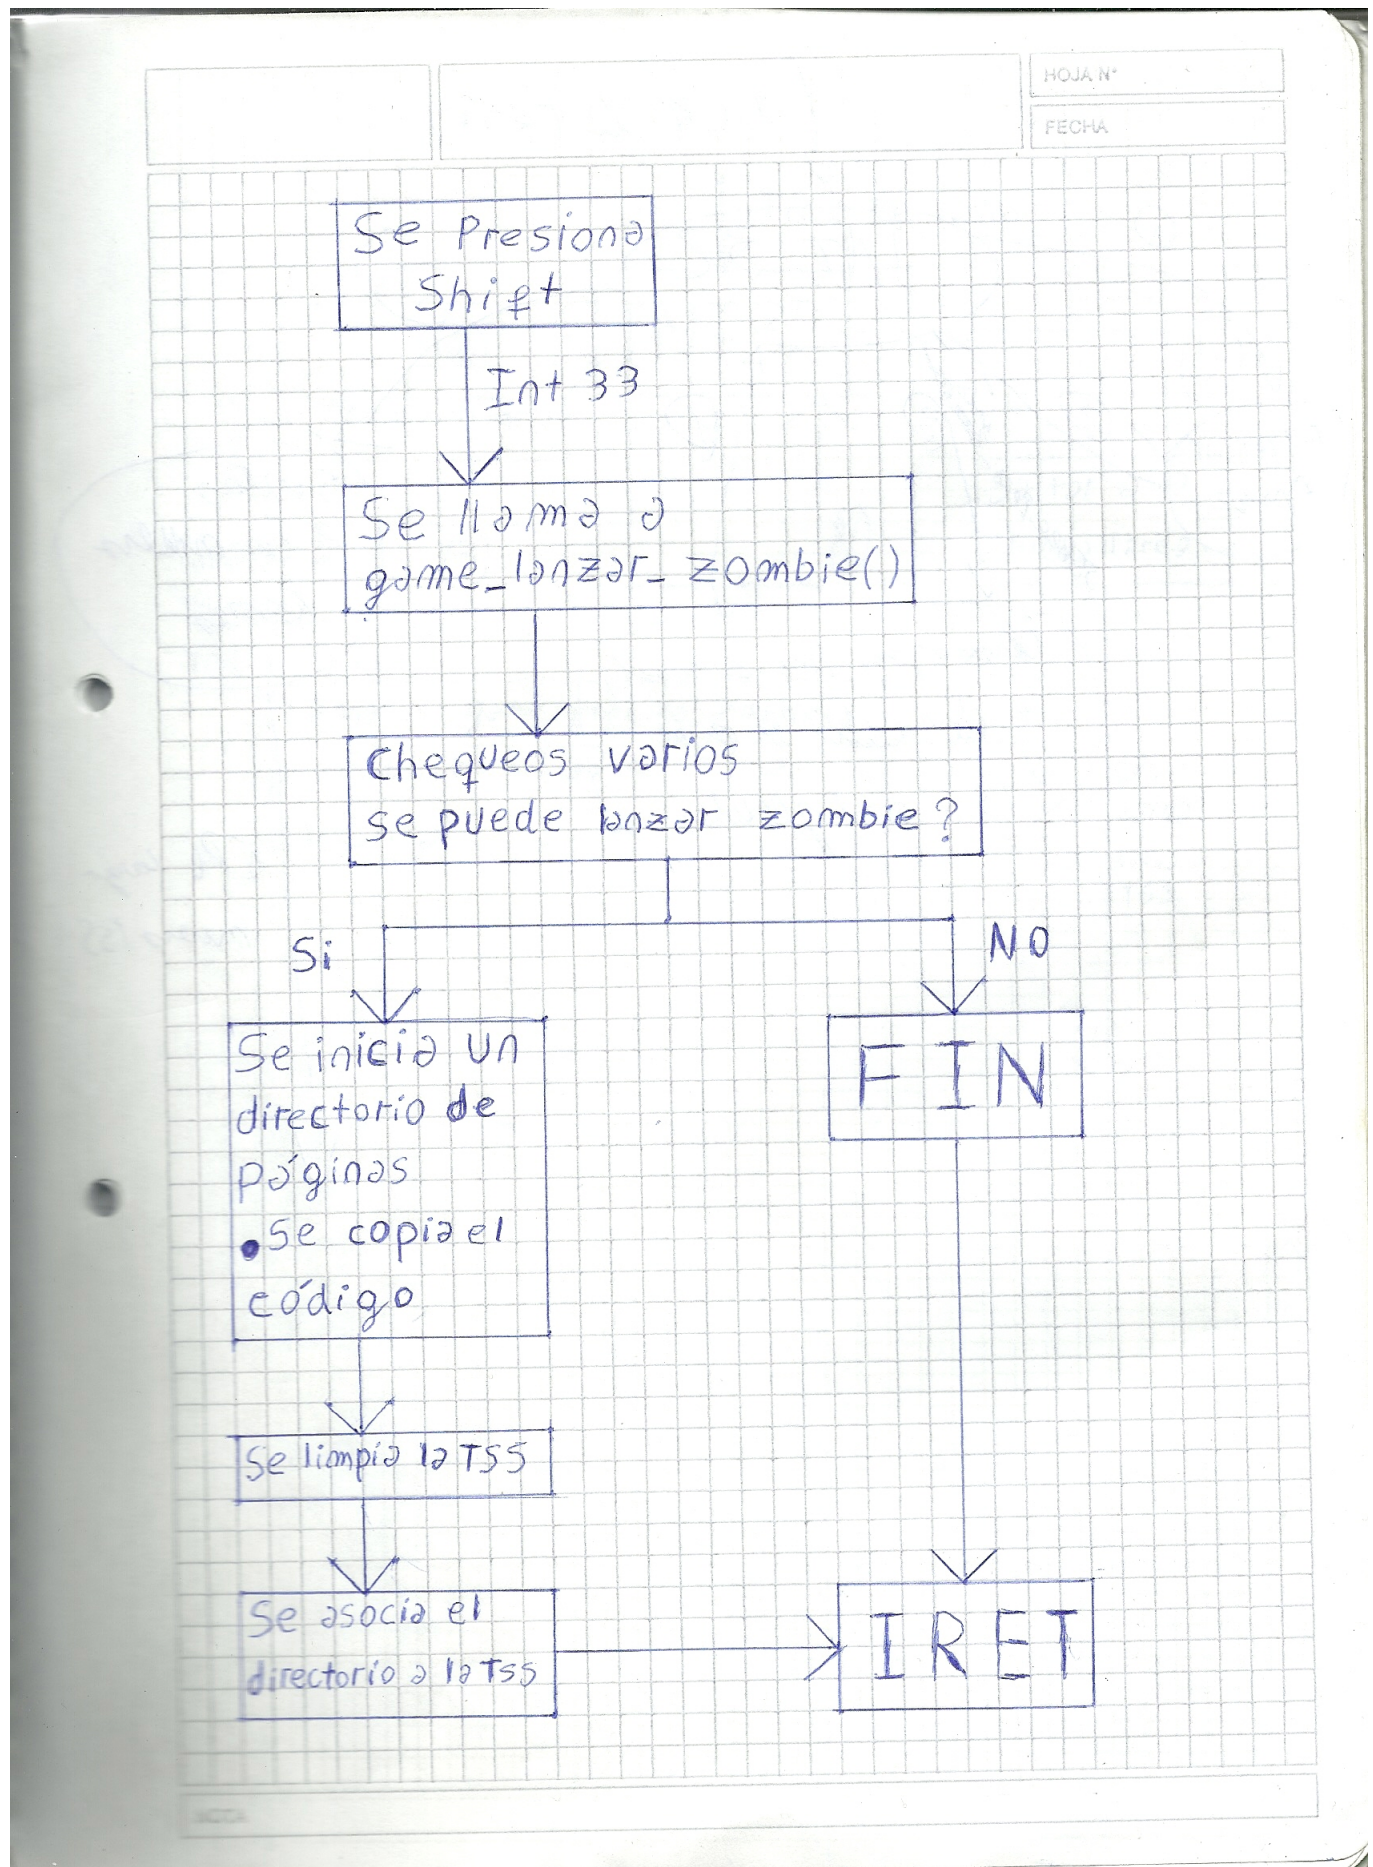 HOJA N°
FECHA
Se Presiona
Shift
Int 33
Se llama a
game_lanzar_zombie()
Chequeos varios
se puede lanzar zombie?
Si
NO
Se inicia un
directorio de
páginas
• Se copia el
código
FIN
Se limpia la TSS
Se asocia el
directorio a la TSS
IRET
NOTA